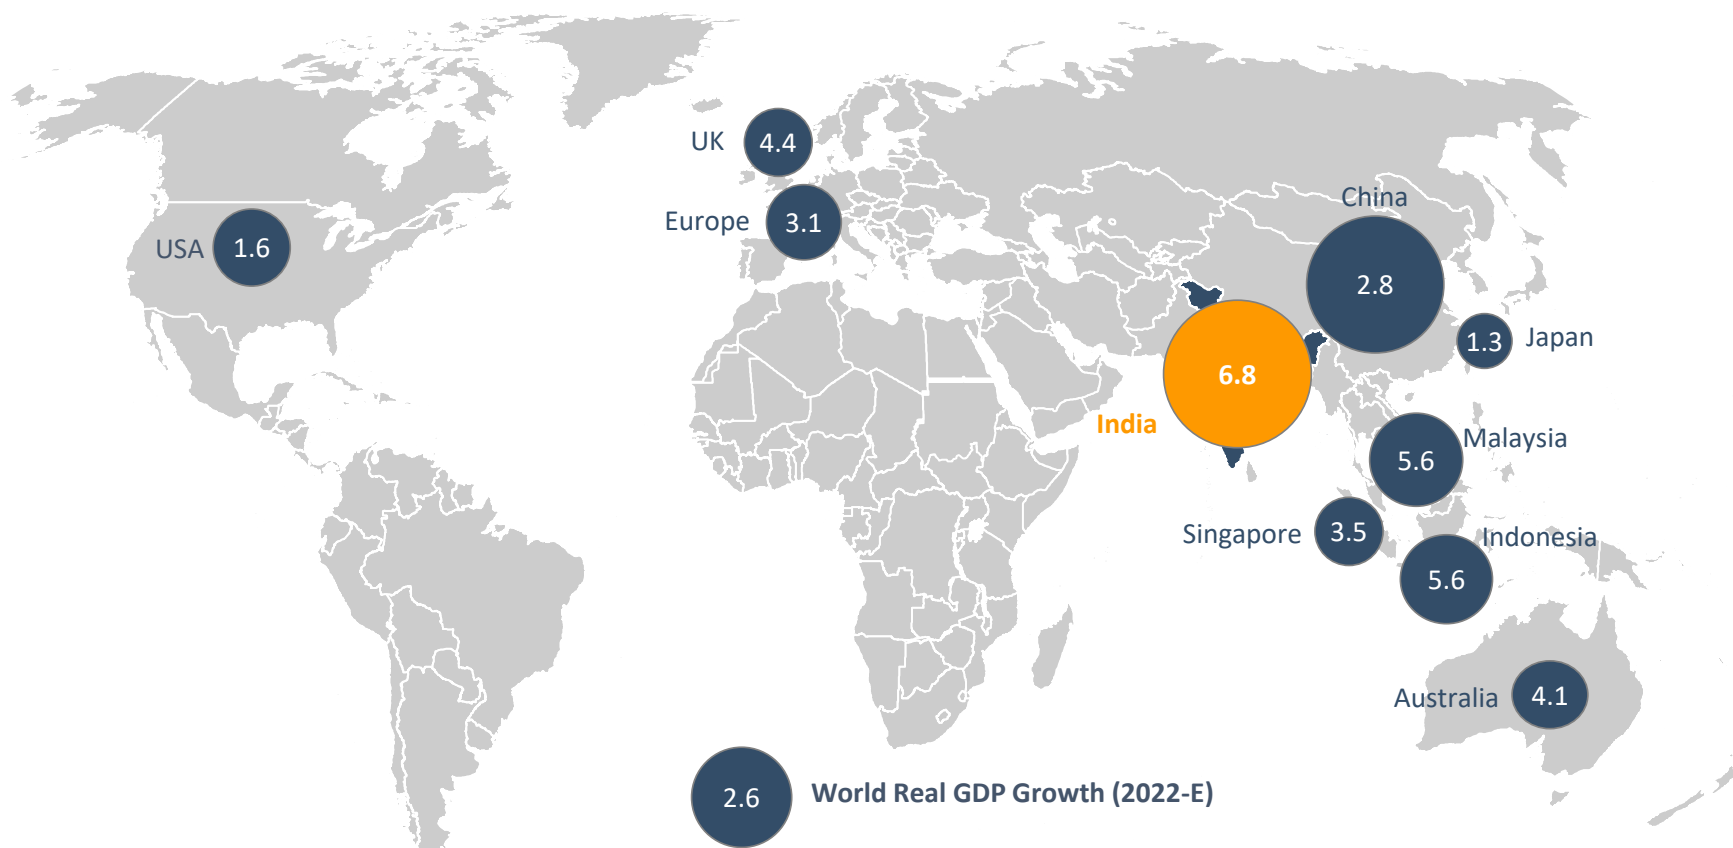 UK
4.4
Europe
3.1
USA
1.6
China
2.8
Japan
1.3
India
6.8
Malaysia
5.6
Singapore
3.5
Indonesia
5.6
Australia
4.1
2.6
World Real GDP Growth (2022-E)